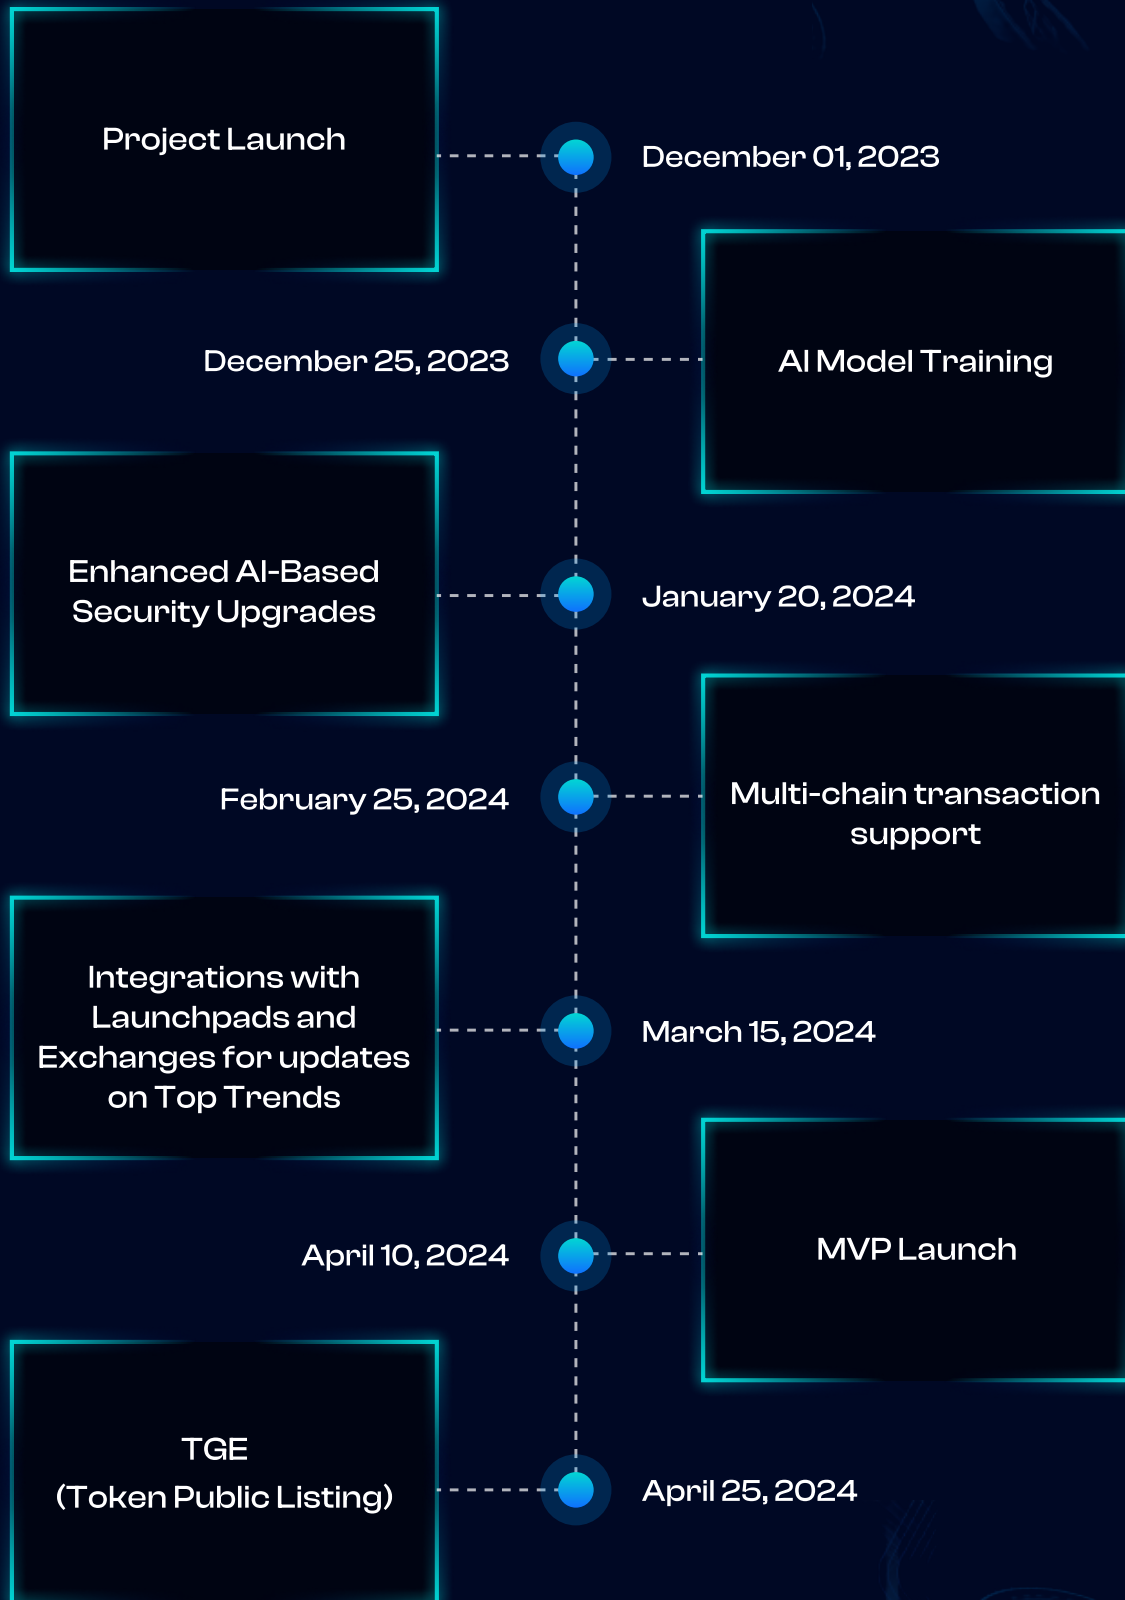 Project Launch
December 01, 2023
December 25, 2023
AI Model Training
Enhanced AI-Based
Security Upgrades
January 20, 2024
February 25, 2024
Multi-chain transaction
support
Integrations with
Launchpads and
Exchanges for updates
on Top Trends
March 15, 2024
April 10, 2024
MVP Launch
TGE
(Token Public Listing)
April 25, 2024